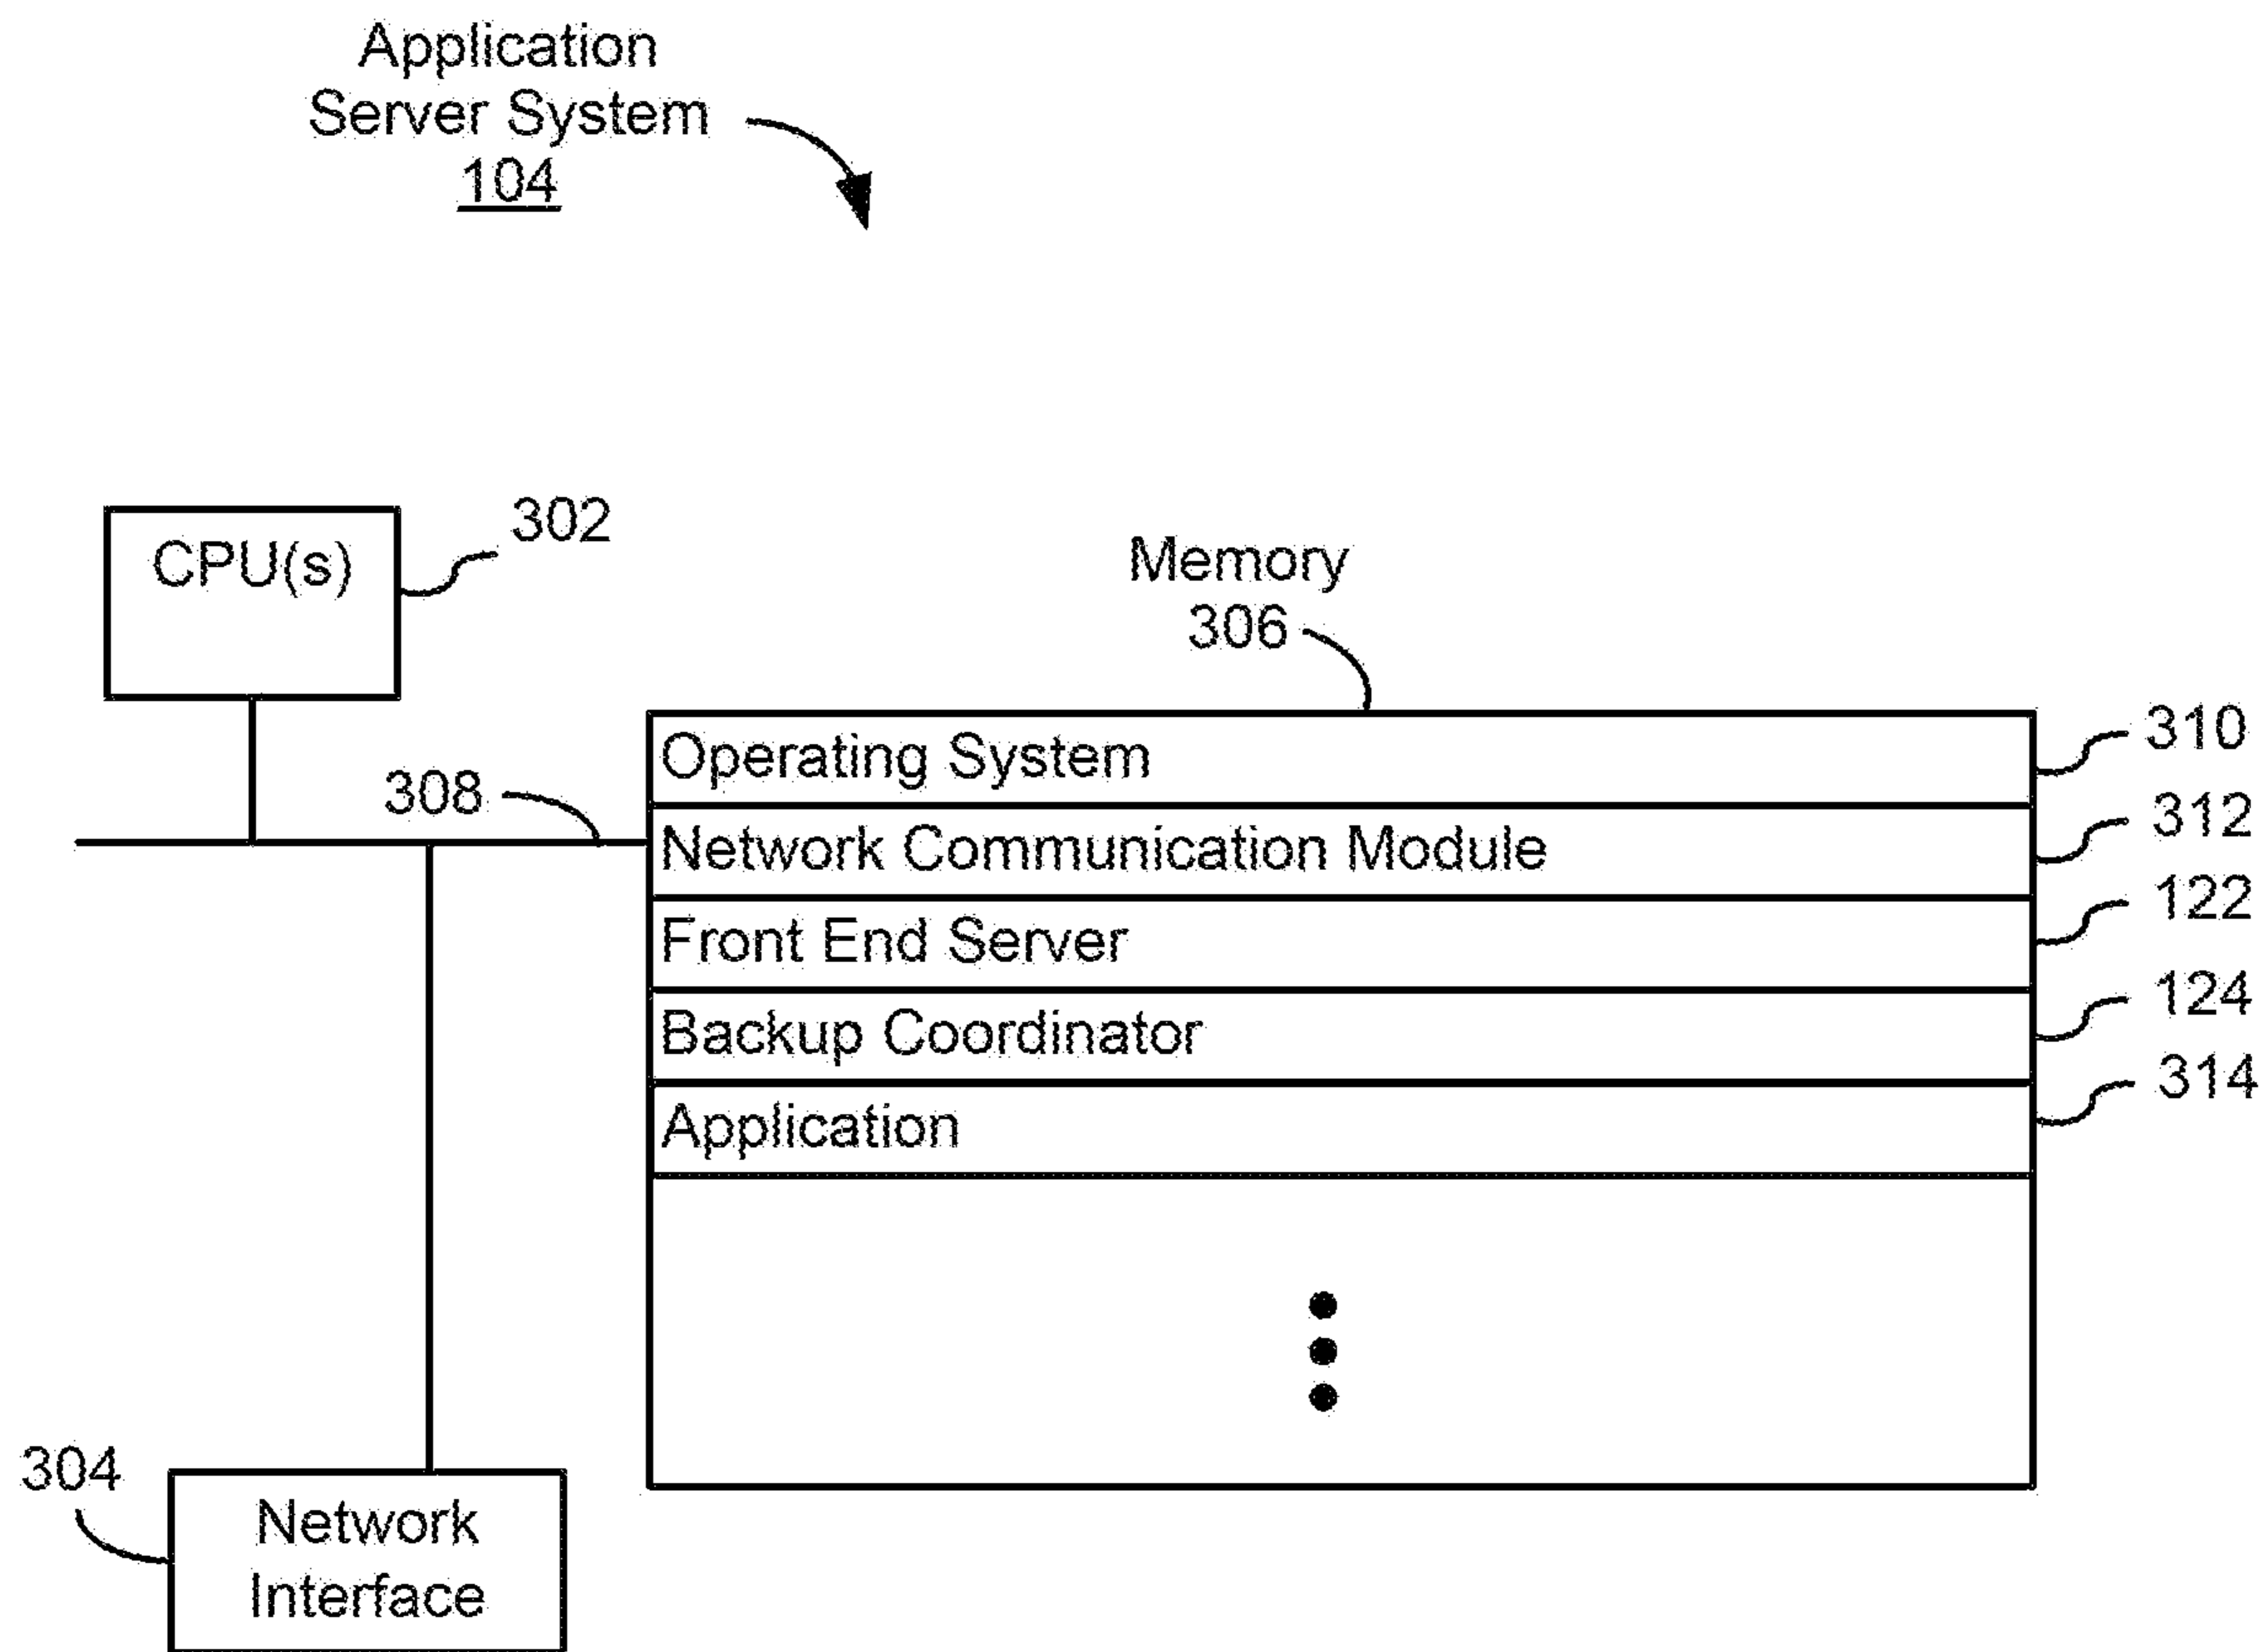 Application
Server System
104
CPU(s)
302
Memory
306
308
Operating System
310
Network Communication Module
312
Front End Server
122
Backup Coordinator
124
Application
314
304
Network
Interface